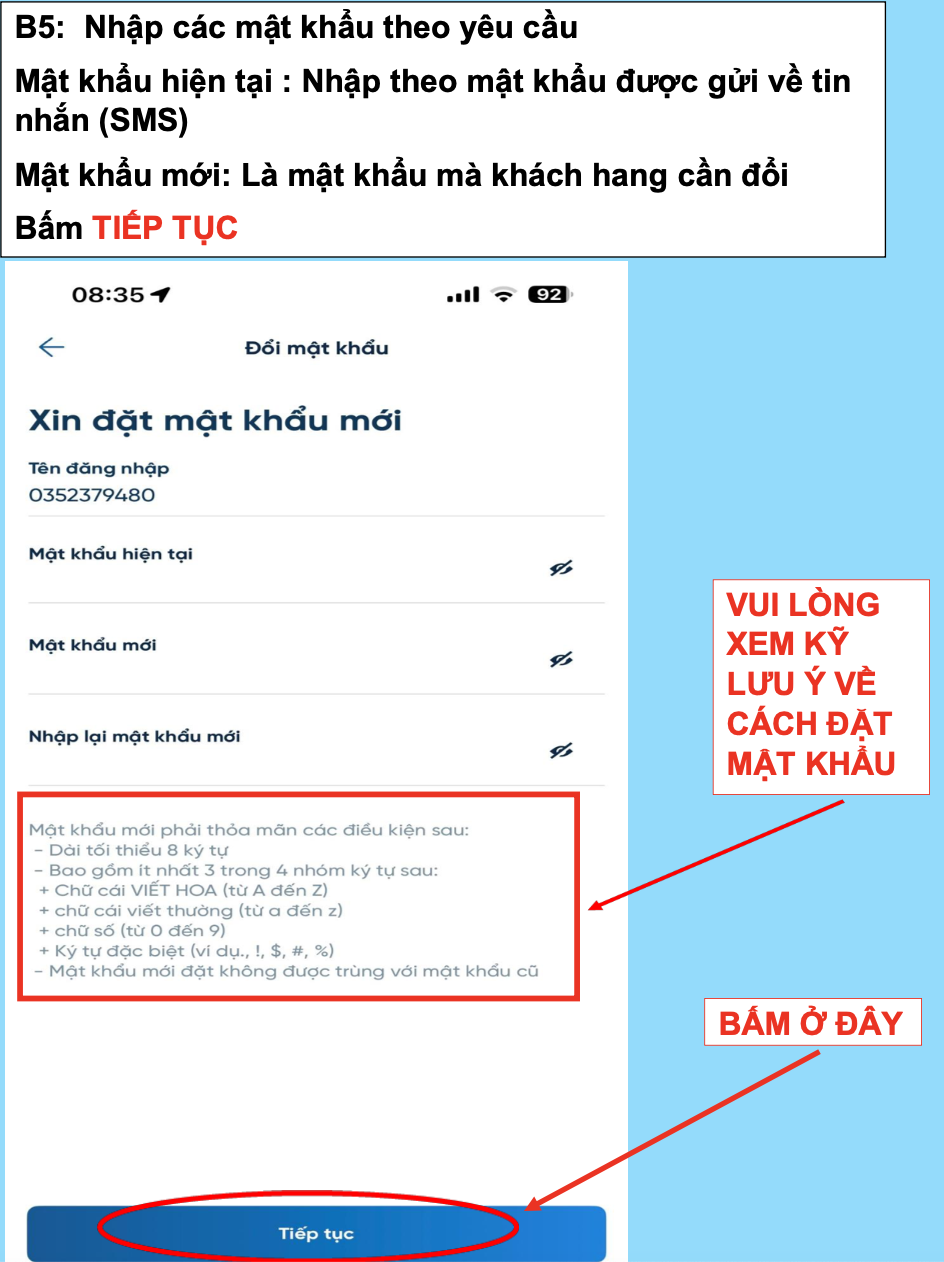 B5: Nhập các mật khẩu theo yêu cầu
Mật khẩu hiện tại : Nhập theo mật khẩu được gửi về tin
nhắn (SMS)
Mật khẩu mới: Là mật khẩu mà khách hang cần đổi
Bấm TIẾP TỤC
08:35
92
Đổi mật khẩu
Xin đặt mật khẩu mới
Tên đăng nhập
0352379480
Mật khẩu hiện tại
Mật khẩu mới
Nhập lại mật khẩu mới
VUI LÒNG
XEM KỸ
LƯU Ý VỀ
CÁCH ĐẶT
MẬT KHẨU
Mật khẩu mới phải thỏa mãn các điều kiện sau:
– Dài tối thiểu 8 ký tự
– Bao gồm ít nhất 3 trong 4 nhóm ký tự sau:
+ Chữ cái VIẾT HOA (từ A đến Z)
+ chữ cái viết thường (từ a đến z)
+ chữ số (từ 0 đến 9)
+ Ký tự đặc biệt (ví dụ., !, $, #, %)
– Mật khẩu mới đặt không được trùng với mật khẩu cũ
BẤM Ở ĐÂY
Tiếp tục